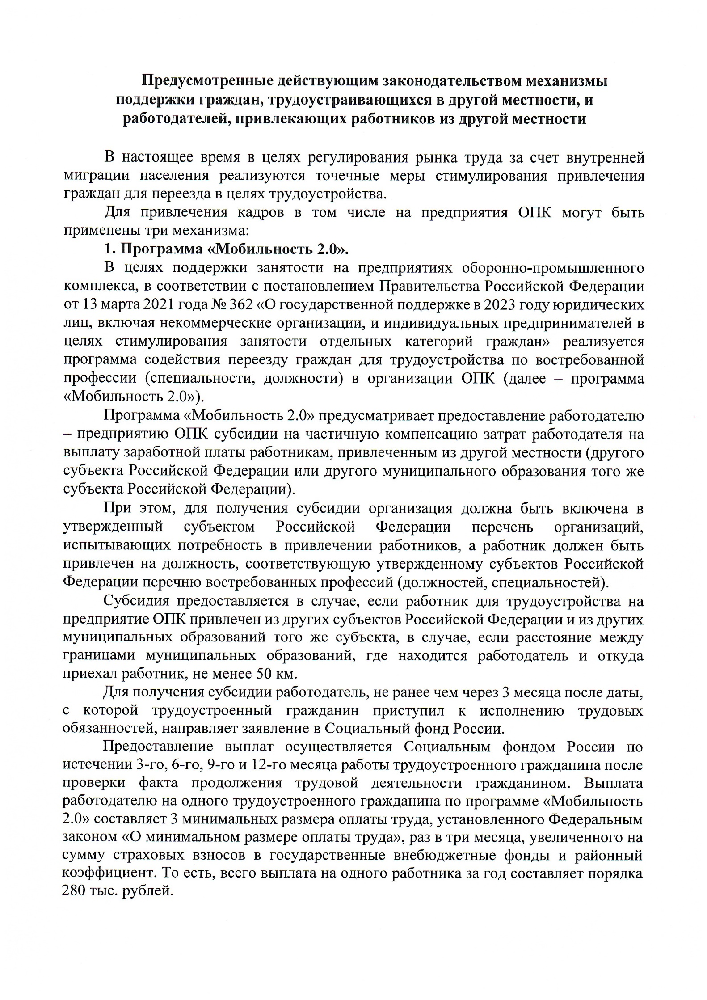 Предусмотренные действующим законодательством механизмы
поддержки граждан, трудоустраивающихся в другой местности, и
работодателей, привлекающих работников из другой местности
В настоящее время в целях регулирования рынка труда за счет внутренней
миграции населения реализуются точечные меры стимулирования привлечения
граждан для переезда в целях трудоустройства.
Для привлечения кадров в том числе на предприятия ОПК могут быть
применены три механизма:
1. Программа «Мобильность 2.0».
В целях поддержки занятости на предприятиях оборонно-промышленного
комплекса, в соответствии с постановлением Правительства Российской Федерации
от 13 марта 2021 года № 362 «О государственной поддержке в 2023 году юридических
лиц, включая некоммерческие организации, и индивидуальных предпринимателей в
целях стимулирования занятости отдельных категорий граждан» реализуется
программа содействия переезду граждан для трудоустройства по востребованной
профессии (специальности, должности) в организации ОПК (далее – программа
«Мобильность 2.0»).
Программа «Мобильность 2.0» предусматривает предоставление работодателю
– предприятию ОПК субсидии на частичную компенсацию затрат работодателя на
выплату заработной платы работникам, привлеченным из другой местности (другого
субъекта Российской Федерации или другого муниципального образования того же
субъекта Российской Федерации).
При этом, для получения субсидии организация должна быть включена в
утвержденный субъектом Российской Федерации перечень организаций,
испытывающих потребность в привлечении работников, а работник должен быть
привлечен на должность, соответствующую утвержденному субъектов Российской
Федерации перечню востребованных профессий (должностей, специальностей).
Субсидия предоставляется в случае, если работник для трудоустройства на
предприятие ОПК привлечен из других субъектов Российской Федерации и из других
муниципальных образований того же субъекта, в случае, если расстояние между
границами муниципальных образований, где находится работодатель и откуда
приехал работник, не менее 50 км.
Для получения субсидии работодатель, не ранее чем через 3 месяца после даты,
с которой трудоустроенный гражданин приступил к исполнению трудовых
обязанностей, направляет заявление в Социальный фонд России.
Предоставление выплат осуществляется Социальным фондом России по
истечении 3-го, 6-го, 9-го и 12-го месяца работы трудоустроенного гражданина после
проверки факта продолжения трудовой деятельности гражданином. Выплата
работодателю на одного трудоустроенного гражданина по программе «Мобильность
2.0» составляет 3 минимальных размера оплаты труда, установленного Федеральным
законом «О минимальном размере оплаты труда», раз в три месяца, увеличенного на
сумму страховых взносов в государственные внебюджетные фонды и районный
коэффициент. То есть, всего выплата на одного работника за год составляет порядка
280 тыс. рублей.